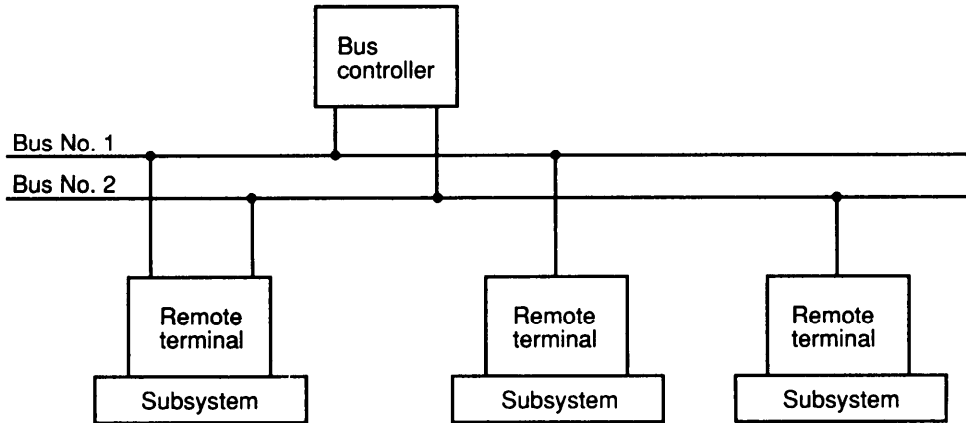 Bus
controller
Bus No. 1
Bus No. 2
Remote
terminal
Subsystem
Remote
terminal
Subsystem
Remote
terminal
Subsystem